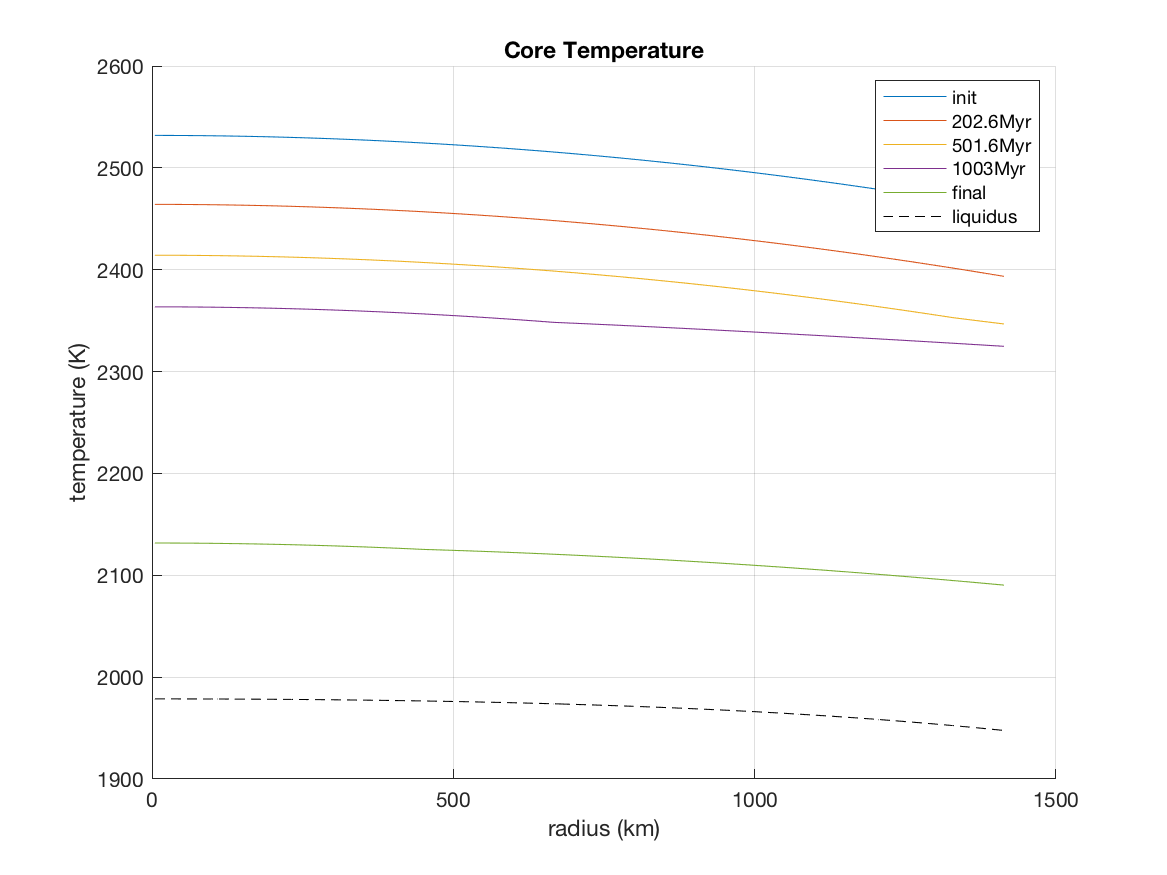 Core Temperature
2600
2500
2400
2300
2200
2100
2000
1900
temperature (K)
init
202.6Myr
501.6Myr
1003Myr
final
liquidus
0
500
1000
1500
radius (km)